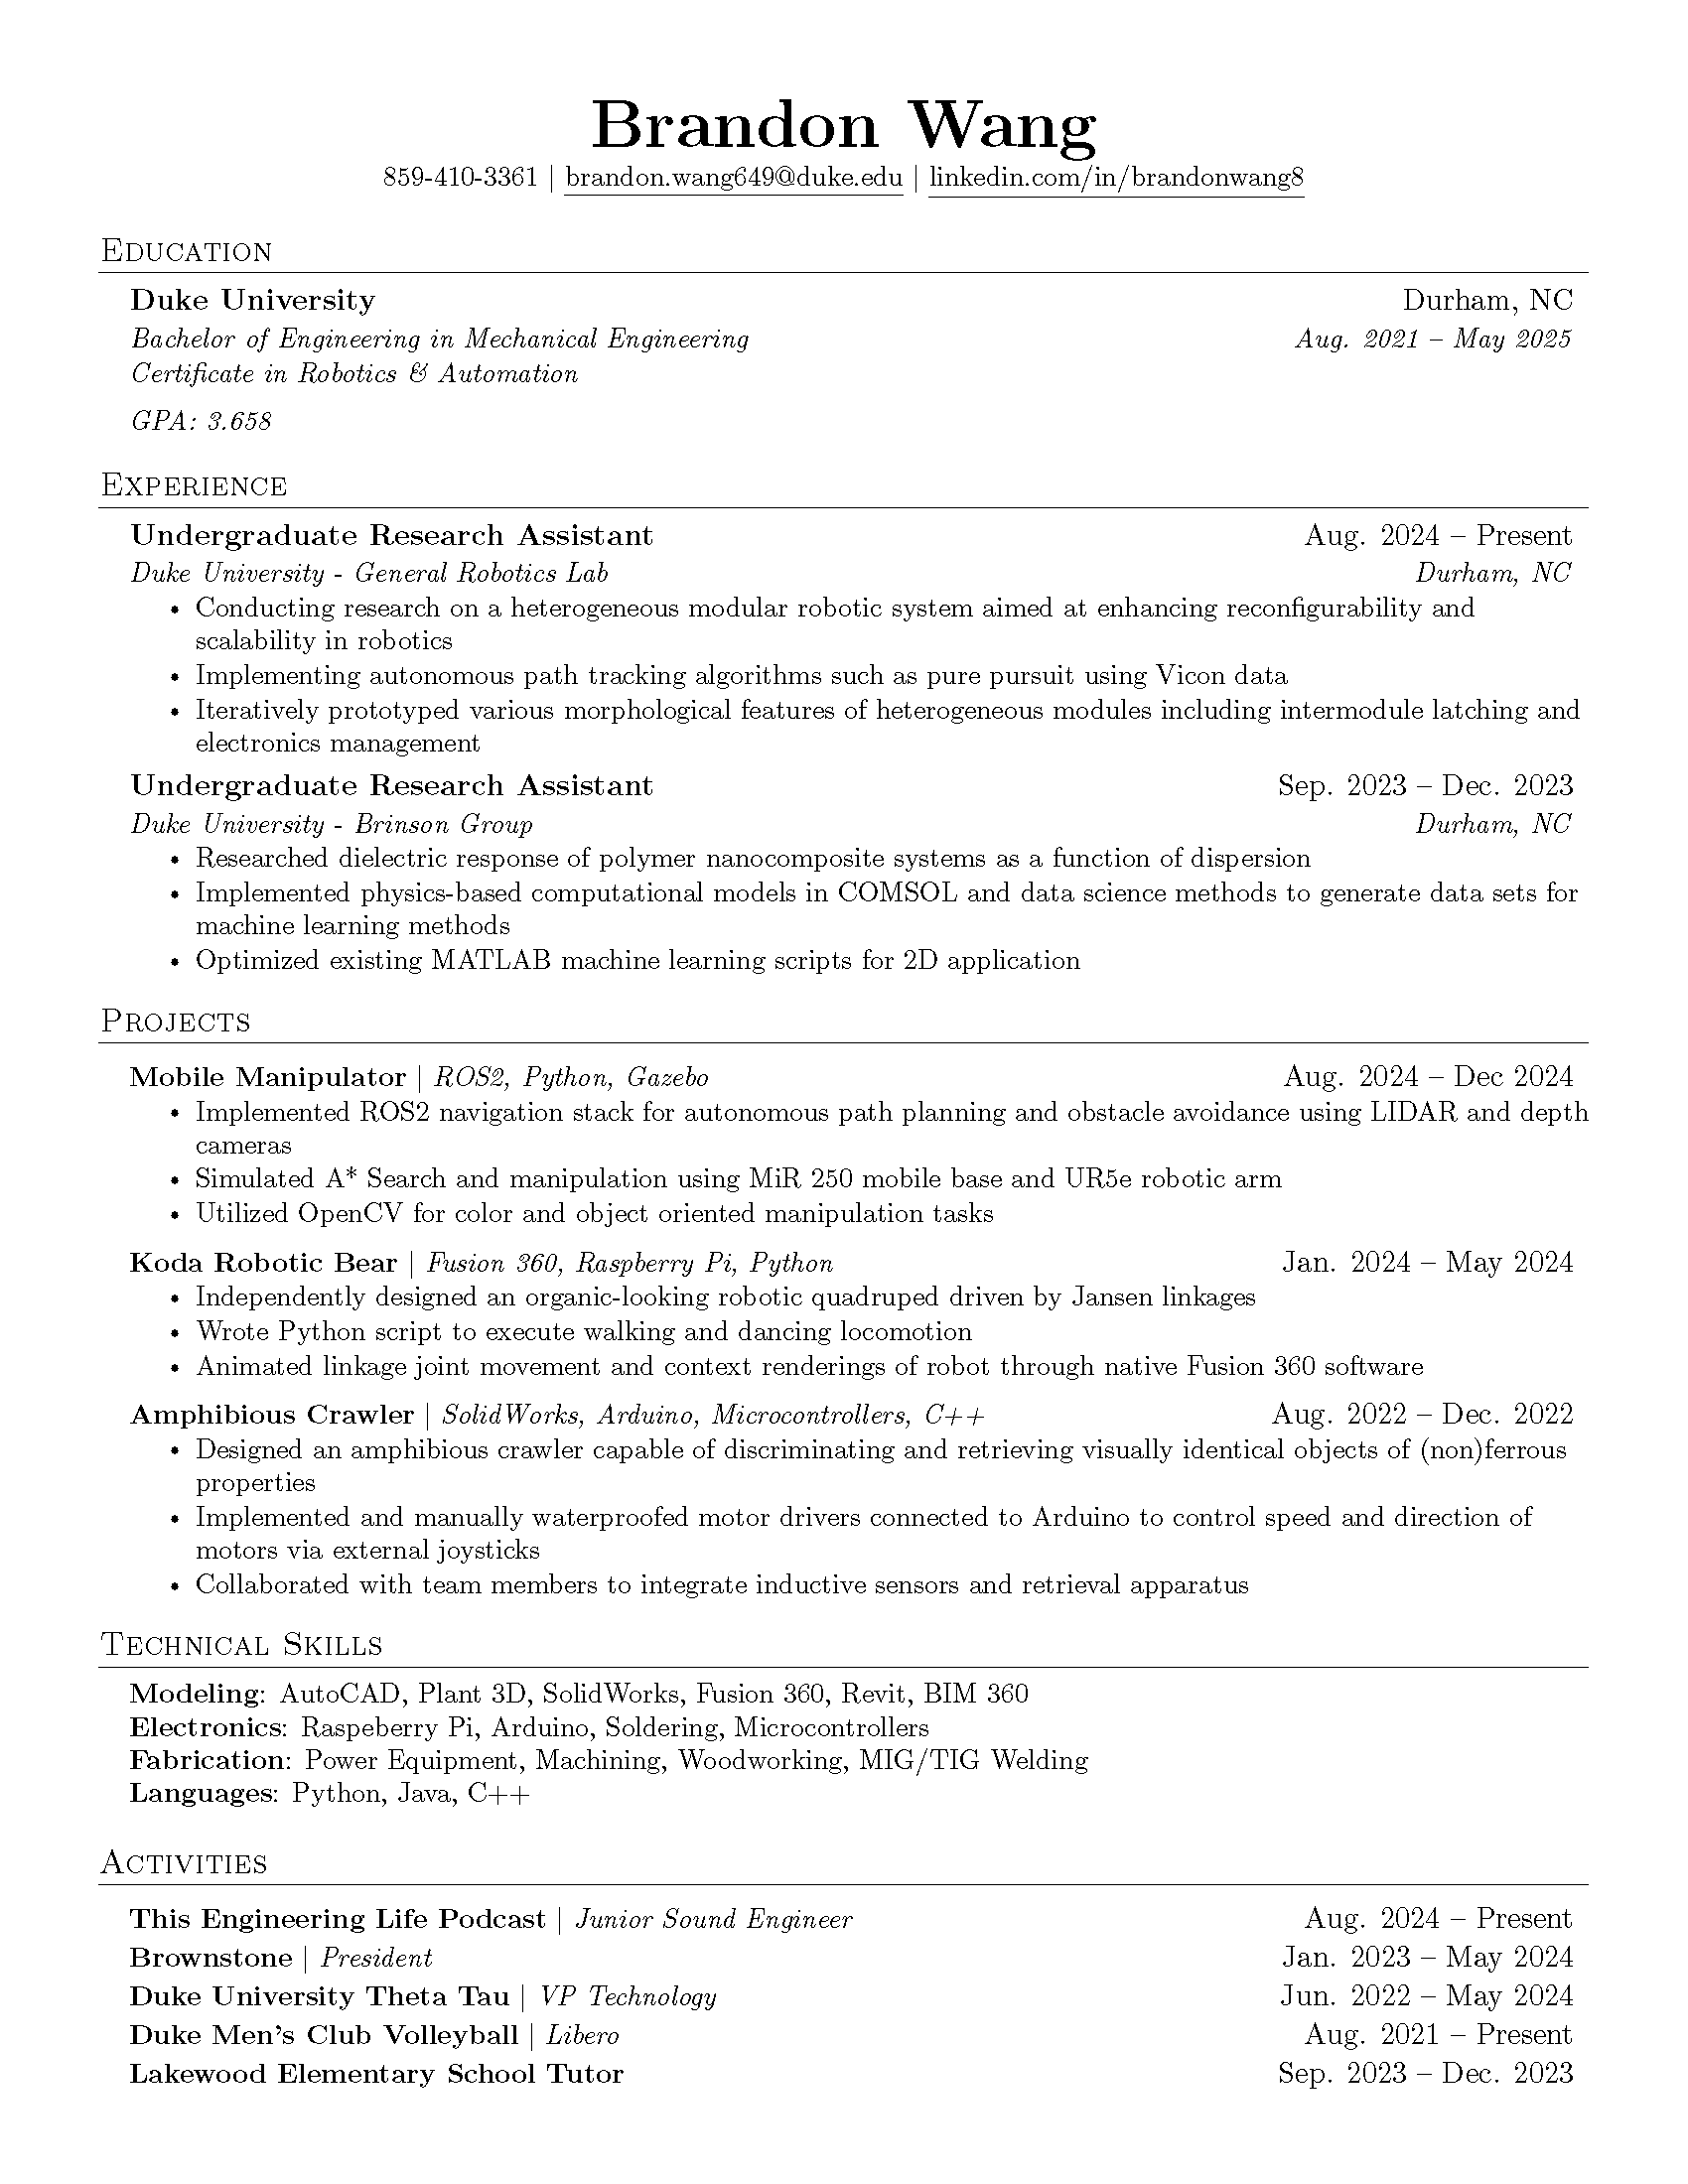 Brandon Wang
859-410-3361 | brandon.wang649@duke.edu | linkedin.com/in/brandonwang8
Education
Duke University Durham, NC
Bachelor of Engineering in Mechanical Engineering Aug. 2021 – May 2025
Certificate in Robotics & Automation
GPA: 3.658
Experience
Undergraduate Research Assistant Aug. 2024 – Present
Duke University - General Robotics Lab Durham, NC
• Conducting research on a heterogeneous modular robotic system aimed at enhancing reconfigurability and
scalability in robotics
• Implementing autonomous path tracking algorithms such as pure pursuit using Vicon data
• Iteratively prototyped various morphological features of heterogeneous modules including intermodule latching and
electronics management
Undergraduate Research Assistant Sep. 2023 – Dec. 2023
Duke University - Brinson Group Durham, NC
• Researched dielectric response of polymer nanocomposite systems as a function of dispersion
• Implemented physics-based computational models in COMSOL and data science methods to generate data sets for
machine learning methods
• Optimized existing MATLAB machine learning scripts for 2D application
Projects
Mobile Manipulator | ROS2, Python, Gazebo Aug. 2024 – Dec 2024
• Implemented ROS2 navigation stack for autonomous path planning and obstacle avoidance using LIDAR and depth
cameras
• Simulated A* Search and manipulation using MiR 250 mobile base and UR5e robotic arm
• Utilized OpenCV for color and object oriented manipulation tasks
Koda Robotic Bear | Fusion 360, Raspberry Pi, Python Jan. 2024 – May 2024
• Independently designed an organic-looking robotic quadruped driven by Jansen linkages
• Wrote Python script to execute walking and dancing locomotion
• Animated linkage joint movement and context renderings of robot through native Fusion 360 software
Amphibious Crawler | SolidWorks, Arduino, Microcontrollers, C++ Aug. 2022 – Dec. 2022
• Designed an amphibious crawler capable of discriminating and retrieving visually identical objects of (non)ferrous
properties
• Implemented and manually waterproofed motor drivers connected to Arduino to control speed and direction of
motors via external joysticks
• Collaborated with team members to integrate inductive sensors and retrieval apparatus
Technical Skills
Modeling: AutoCAD, Plant 3D, SolidWorks, Fusion 360, Revit, BIM 360
Electronics: Raspeberry Pi, Arduino, Soldering, Microcontrollers
Fabrication: Power Equipment, Machining, Woodworking, MIG/TIG Welding
Languages: Python, Java, C++
Activities
This Engineering Life Podcast | Junior Sound Engineer Aug. 2024 – Present
Brownstone | President Jan. 2023 – May 2024
Duke University Theta Tau | VP Technology Jun. 2022 – May 2024
Duke Men's Club Volleyball | Libero Aug. 2021 – Present
Lakewood Elementary School Tutor Sep. 2023 – Dec. 2023